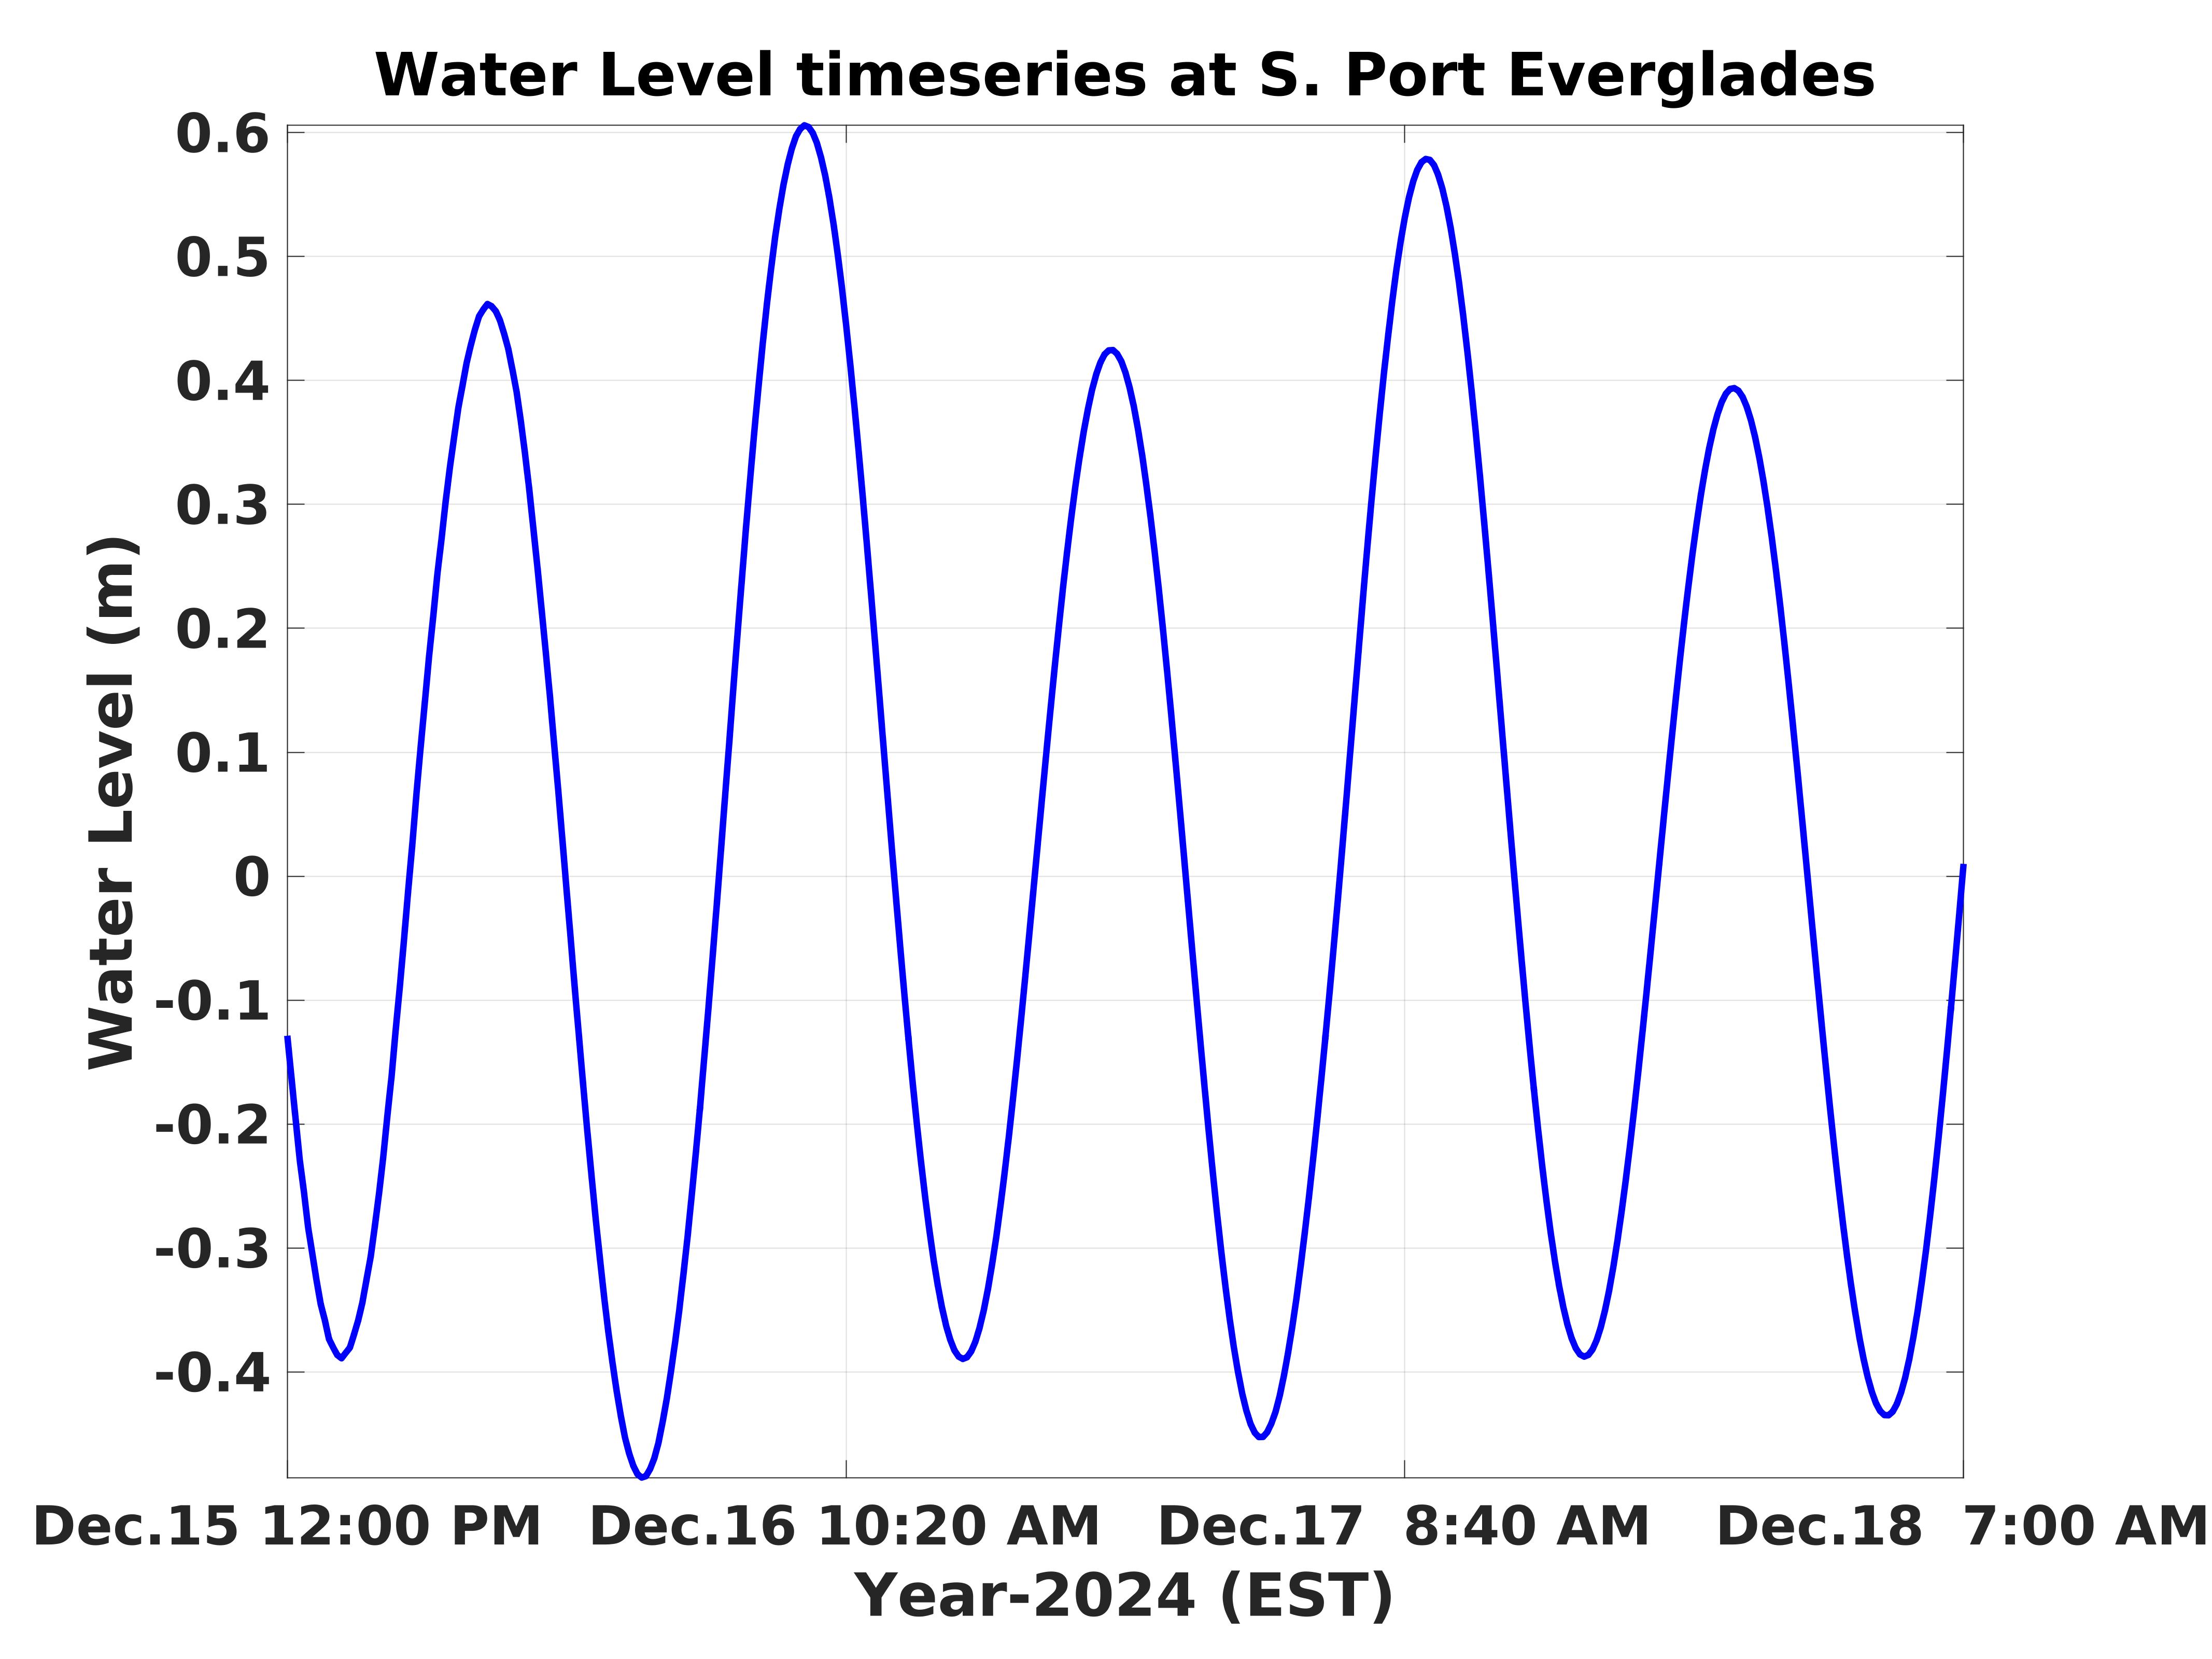 Water Level timeseries at S. Port Everglades
0.6
0.5
0.4
0.3
0.2
0.1
0
-0.1
-0.2
-0.3
-0.4
Water Level (m)
Dec.15 12:00 PM Dec.16 10:20 AM Dec.17 8:40 AM Dec.18 7:00 AM
Year-2024 (EST)